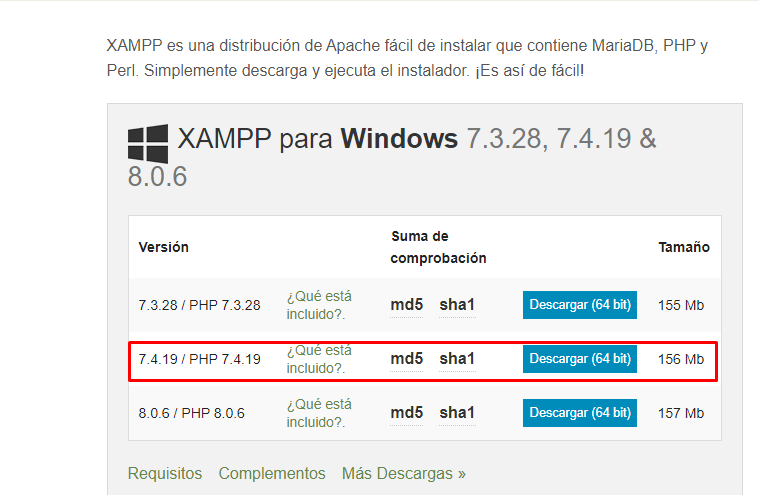 XAMPP es una distribución de Apache fácil de instalar que contiene MariaDB, PHP y
Perl. Simplemente descarga y ejecuta el instalador. ¡Es así de fácil!
XAMPP para Windows 7.3.28, 7.4.19 &
8.0.6
Versión Suma de comprobación Tamaño
7.3.28 / PHP 7.3.28 ¿Qué está incluido?. md5 sha1 Descargar (64 bit) 155 Mb
7.4.19 / PHP 7.4.19 ¿Qué está incluido?. md5 sha1 Descargar (64 bit) 156 Mb
8.0.6 / PHP 8.0.6 ¿Qué está incluido?. md5 sha1 Descargar (64 bit) 157 Mb
Requisitos Complementos Más Descargas »